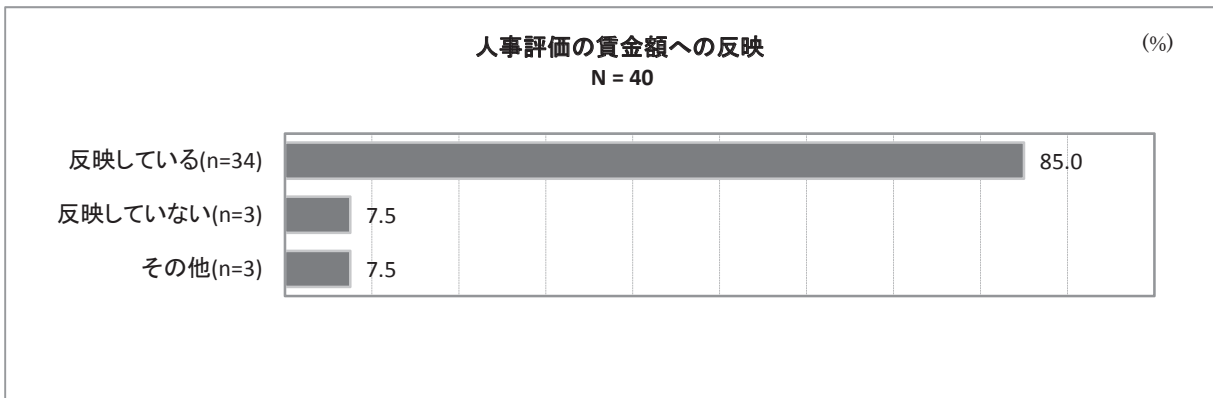 人事評価の賃金額への反映
(%)
N = 40
反映している(n=34)
85.0
反映していない(n=3)
7.5
その他(n=3)
7.5